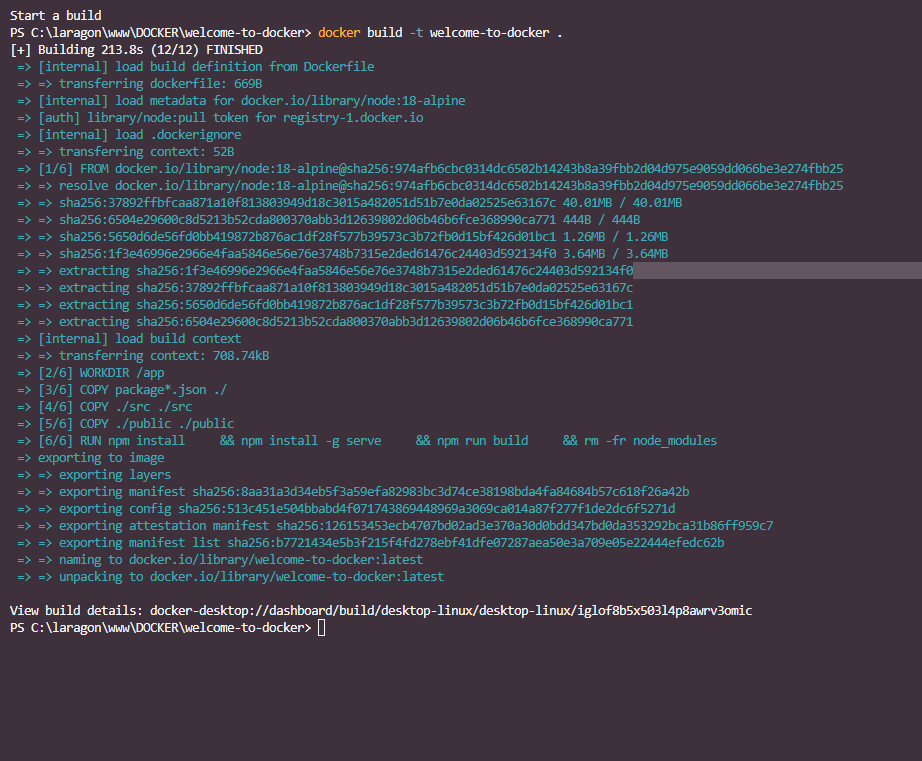 Start a build
PS C:\laragon\www\DOCKER\welcome-to-docker> docker build -t welcome-to-docker .
[+] Building 213.8s (12/12) FINISHED
=> [internal] load build definition from Dockerfile
=> => transferring dockerfile: 669B
=> [internal] load metadata for docker.io/library/node:18-alpine
=> [auth] library/node:pull token for registry-1.docker.io
=> [internal] load .dockerignore
=> => transferring context: 52B
=> [1/6] FROM docker.io/library/node:18-alpine@sha256:974afb6cbc0314dc6502b14243b8a39fbb2d04d975e9059dd066be3e274fbb25
=> => resolve docker.io/library/node:18-alpine@sha256:974afb6cbc0314dc6502b14243b8a39fbb2d04d975e9059dd066be3e274fbb25
=> => sha256:37892ffbfcaa871a10f813803949d18c3015a482051d51b7e0da02525e63167c 40.01MB / 40.01MB
=> => sha256:6504e29600c8d5213b52cda800370abb3d12639802d06b46b6fce368990ca771 444B / 444B
=> => sha256:5650d6de56fd0bb419872b876ac1df28f577b39573c3b72fb0d15bf426d01bc1 1.26MB / 1.26MB
=> => sha256:1f3e46996e2966e4faa5846e56e76e3748b7315e2ded61476c24403d592134f0 3.64MB / 3.64MB
=> => extracting sha256:1f3e46996e2966e4faa5846e56e76e3748b7315e2ded61476c24403d592134f0
=> => extracting sha256:37892ffbfcaa871a10f813803949d18c3015a482051d51b7e0da02525e63167c
=> => extracting sha256:5650d6de56fd0bb419872b876ac1df28f577b39573c3b72fb0d15bf426d01bc1
=> => extracting sha256:6504e29600c8d5213b52cda800370abb3d12639802d06b46b6fce368990ca771
=> [internal] load build context
=> => transferring context: 708.74kB
=> [2/6] WORKDIR /app
=> [3/6] COPY package*.json ./
=> [4/6] COPY ./src ./src
=> [5/6] COPY ./public ./public
=> [6/6] RUN npm install     && npm install -g serve     && npm run build     && rm -fr node_modules
=> exporting to image
=> => exporting layers
=> => exporting manifest sha256:8aa31a3d34eb5f3a59efa82983bc3d74ce38198bda4fa84684b57c618f26a42b
=> => exporting config sha256:513c451e504bbabd4f071743869448969a3069ca014a87f277f1de2dc6f5271d
=> => exporting attestation manifest sha256:126153453ecb4707bd02ad3e370a30d0bdd347bd0da353292bca31b86ff959c7
=> => exporting manifest list sha256:b7721434e5b3f215f4fd278ebf41dfe07287aea50e3a709e05e22444efedc62b
=> => naming to docker.io/library/welcome-to-docker:latest
=> => unpacking to docker.io/library/welcome-to-docker:latest
View build details: docker-desktop://dashboard/build/desktop-linux/desktop-linux/iglof8b5x503l4p8awrv3omic
PS C:\laragon\www\DOCKER\welcome-to-docker>